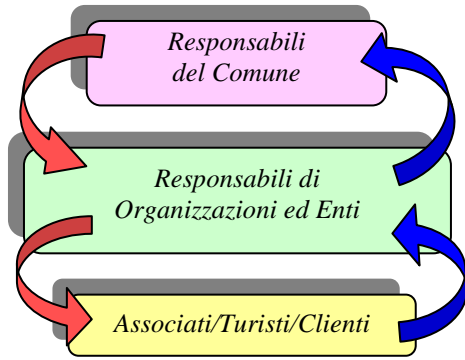 Responsabili
del Comune
Responsabili di
Organizzazioni ed Enti
Associati/Turisti/Clienti